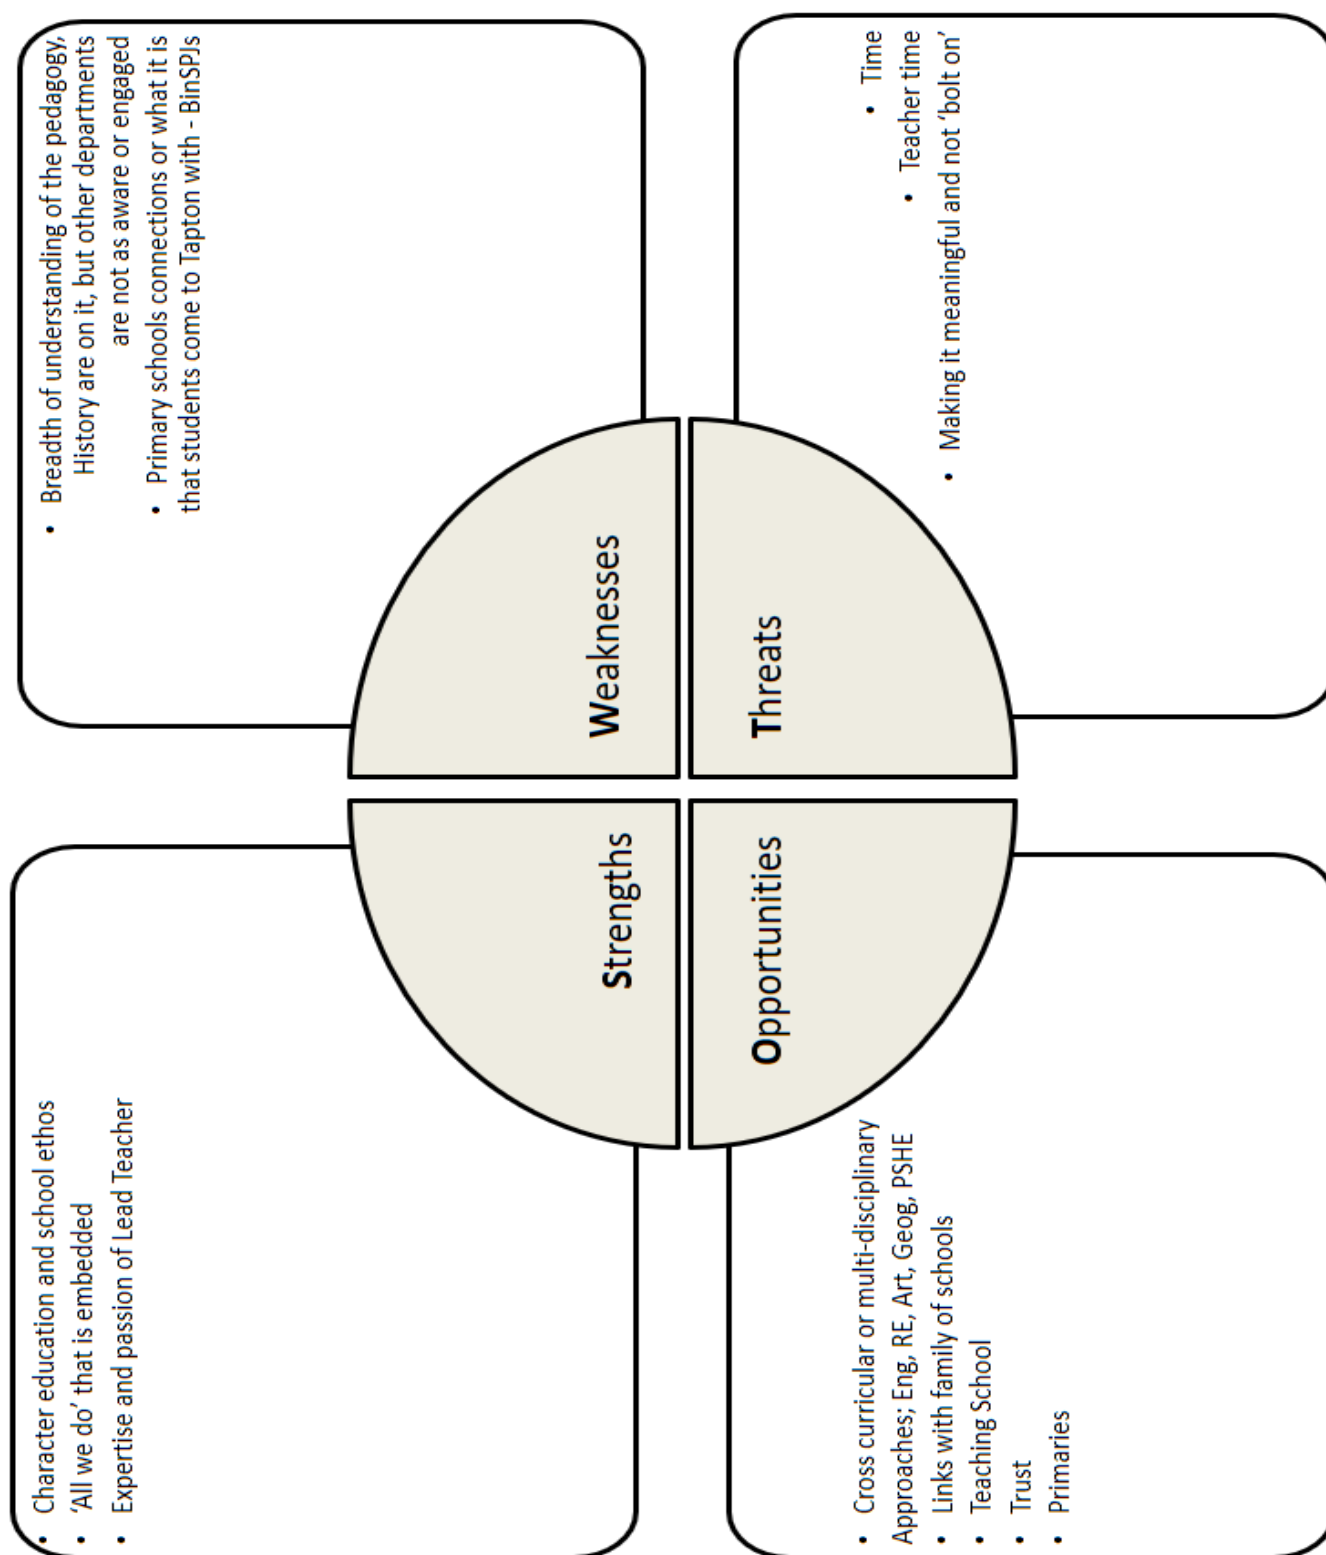 • Character education and school ethos
• 'All we do' that is embedded
• Expertise and passion of Lead Teacher
Strengths
• Breadth of understanding of the pedagogy,
History are on it, but other departments
are not as aware or engaged
• Primary schools connections or what it is
that students come to Tapton with - BinSPJs
Weaknesses
Opportunities
• Cross curricular or multi-disciplinary
Approaches; Eng, RE, Art, Geog, PSHE
• Links with family of schools
• Teaching School
• Trust
• Primaries
Threats
• Time
• Teacher time
• Making it meaningful and not 'bolt on'